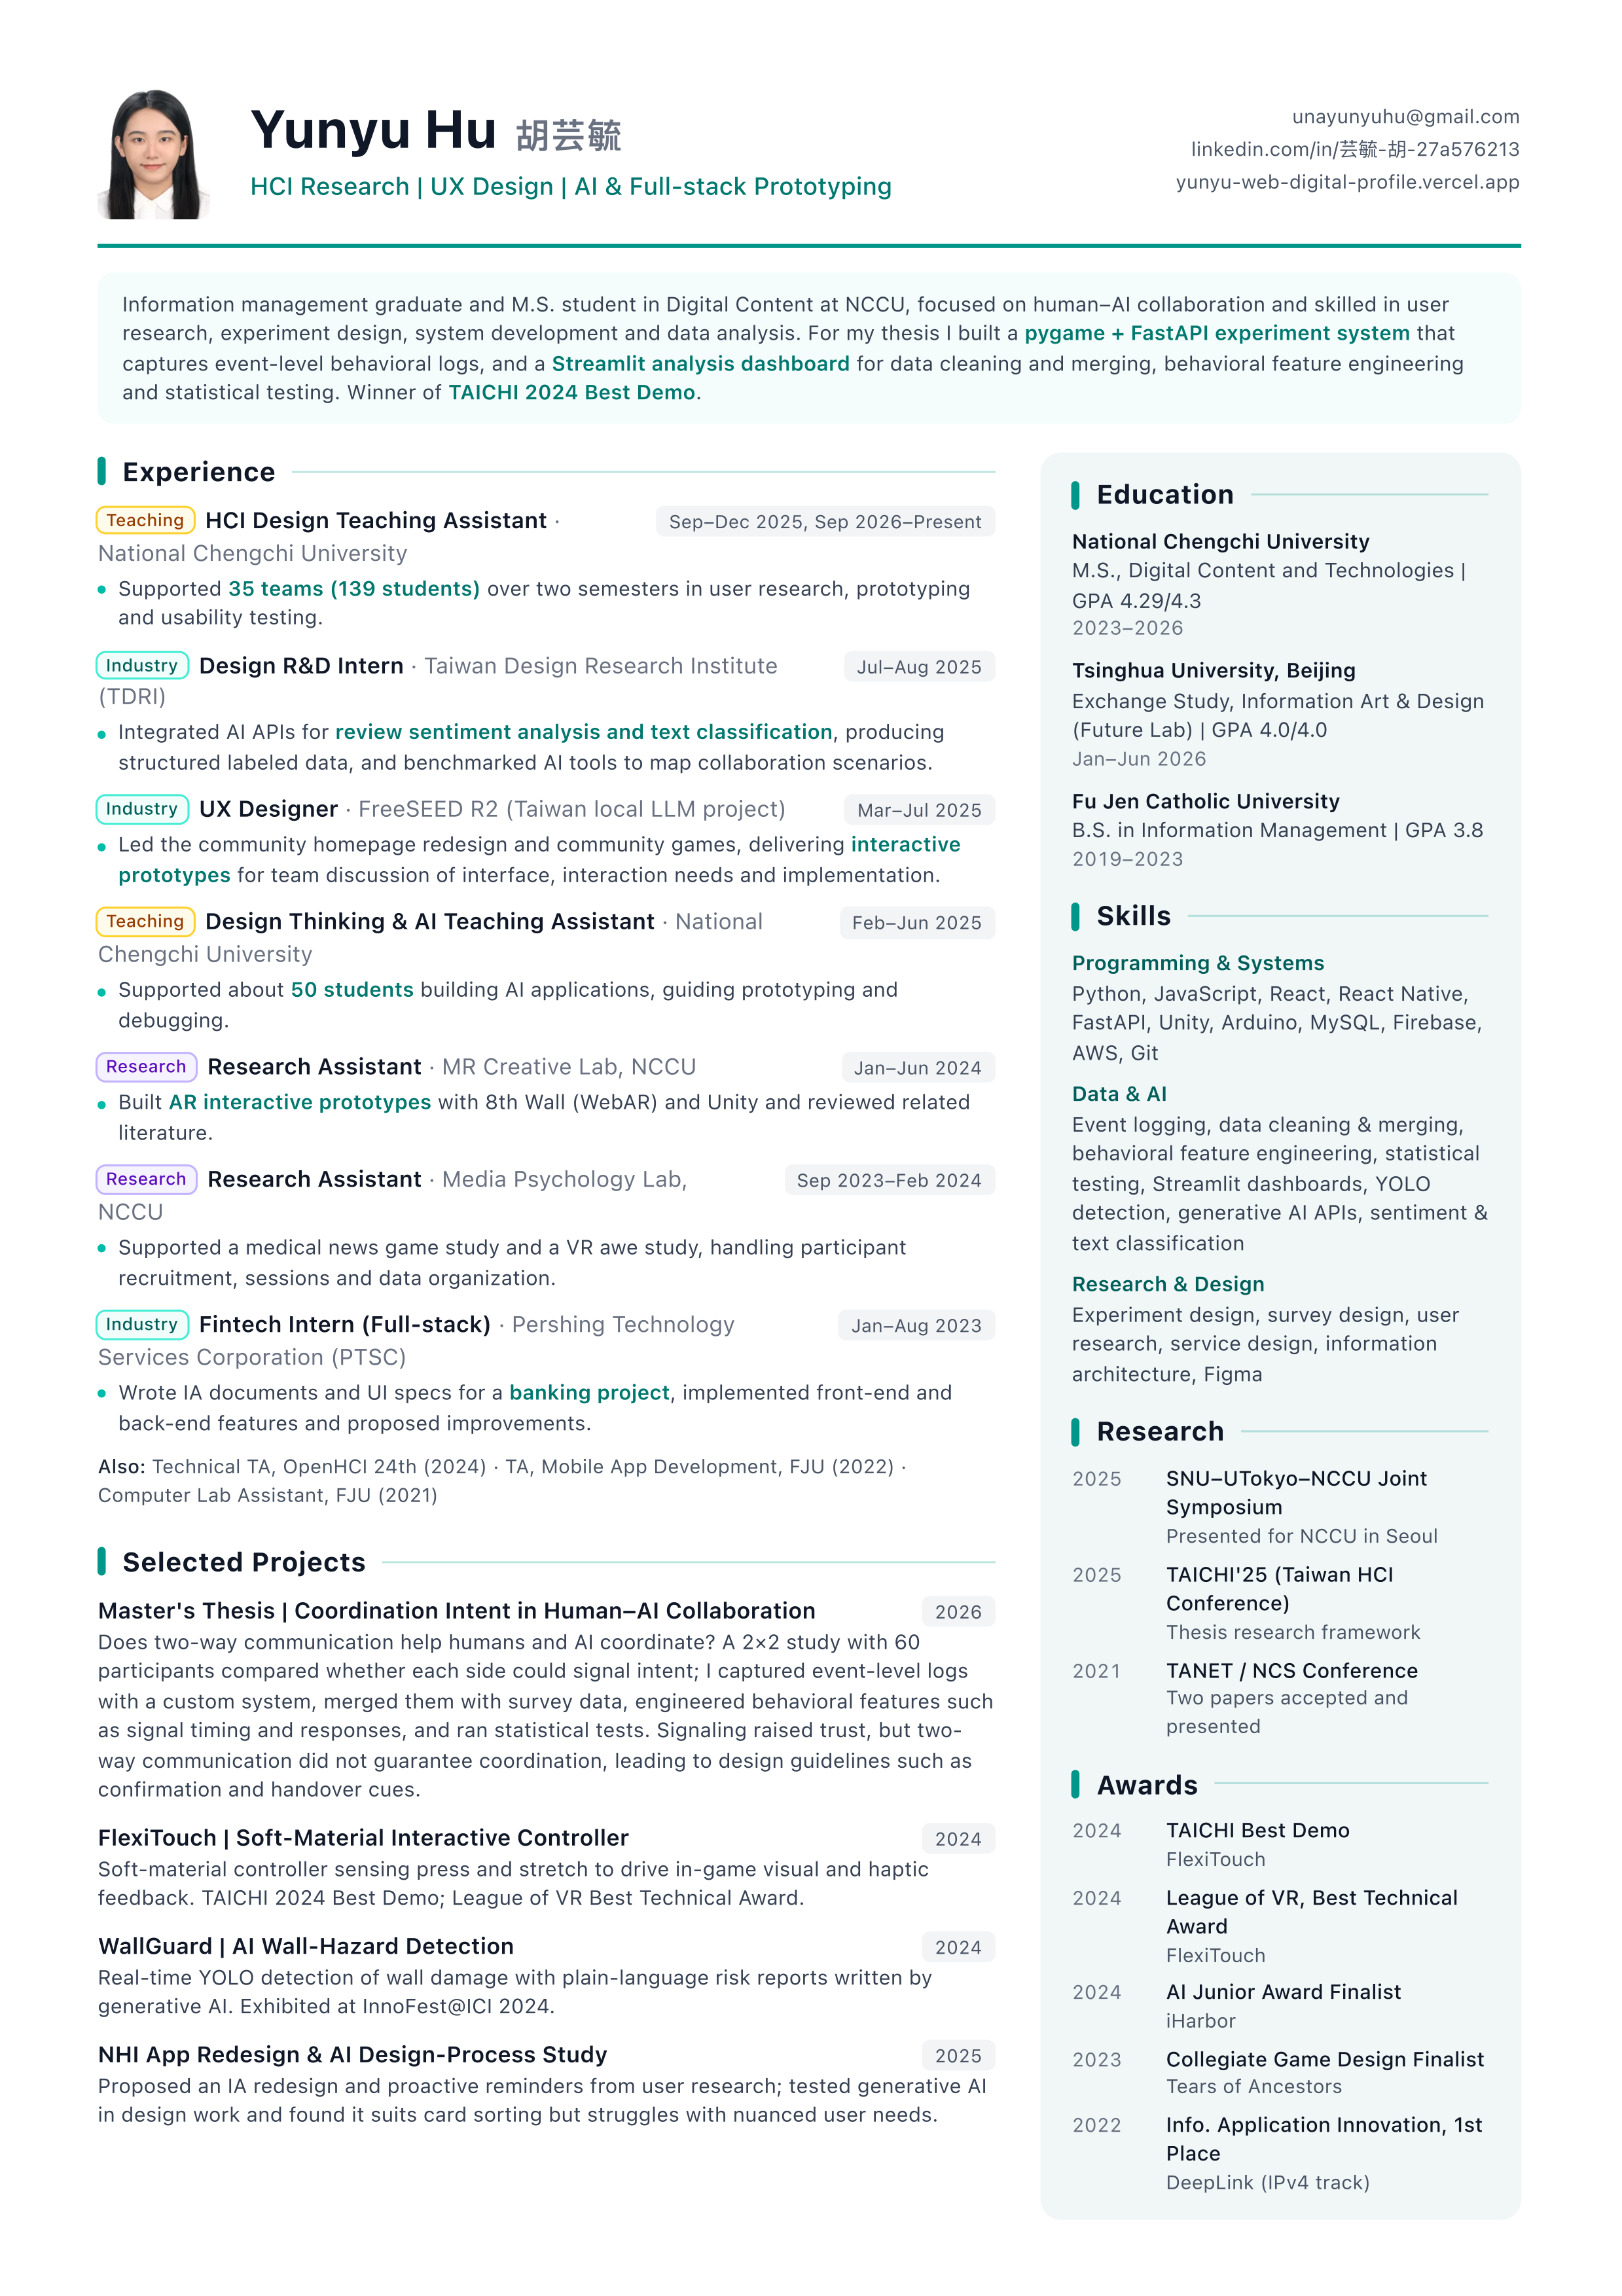 Yunyu Hu 胡芸毓
HCI Research | UX Design | AI & Full-stack Prototyping
unayunyuhu@gmail.com
linkedin.com/in/芸毓-胡-27a576213
yunyu-web-digital-profile.vercel.app
Information management graduate and M.S. student in Digital Content at NCCU, focused on human–AI collaboration and skilled in user
research, experiment design, system development and data analysis. For my thesis I built a pygame + FastAPI experiment system that
captures event-level behavioral logs, and a Streamlit analysis dashboard for data cleaning and merging, behavioral feature engineering
and statistical testing. Winner of TAICHI 2024 Best Demo.
Experience
Teaching HCI Design Teaching Assistant · Sep–Dec 2025, Sep 2026–Present
National Chengchi University
• Supported 35 teams (139 students) over two semesters in user research, prototyping
and usability testing.
Industry Design R&D Intern · Taiwan Design Research Institute Jul–Aug 2025
(TDRI)
• Integrated AI APIs for review sentiment analysis and text classification, producing
structured labeled data, and benchmarked AI tools to map collaboration scenarios.
Industry UX Designer · FreeSEED R2 (Taiwan local LLM project) Mar–Jul 2025
• Led the community homepage redesign and community games, delivering interactive
prototypes for team discussion of interface, interaction needs and implementation.
Teaching Design Thinking & AI Teaching Assistant · National Feb–Jun 2025
Chengchi University
• Supported about 50 students building AI applications, guiding prototyping and
debugging.
Research Research Assistant · MR Creative Lab, NCCU Jan–Jun 2024
• Built AR interactive prototypes with 8th Wall (WebAR) and Unity and reviewed related
literature.
Research Research Assistant · Media Psychology Lab, Sep 2023–Feb 2024
NCCU
• Supported a medical news game study and a VR awe study, handling participant
recruitment, sessions and data organization.
Industry Fintech Intern (Full-stack) · Pershing Technology Jan–Aug 2023
Services Corporation (PTSC)
• Wrote IA documents and UI specs for a banking project, implemented front-end and
back-end features and proposed improvements.
Also: Technical TA, OpenHCI 24th (2024) · TA, Mobile App Development, FJU (2022) ·
Computer Lab Assistant, FJU (2021)
Selected Projects
Master's Thesis | Coordination Intent in Human–AI Collaboration 2026
Does two-way communication help humans and AI coordinate? A 2×2 study with 60
participants compared whether each side could signal intent; I captured event-level logs
with a custom system, merged them with survey data, engineered behavioral features such
as signal timing and responses, and ran statistical tests. Signaling raised trust, but two-
way communication did not guarantee coordination, leading to design guidelines such as
confirmation and handover cues.
FlexiTouch | Soft-Material Interactive Controller 2024
Soft-material controller sensing press and stretch to drive in-game visual and haptic
feedback. TAICHI 2024 Best Demo; League of VR Best Technical Award.
WallGuard | AI Wall-Hazard Detection 2024
Real-time YOLO detection of wall damage with plain-language risk reports written by
generative AI. Exhibited at InnoFest@ICI 2024.
NHI App Redesign & AI Design-Process Study 2025
Proposed an IA redesign and proactive reminders from user research; tested generative AI
in design work and found it suits card sorting but struggles with nuanced user needs.
Education
National Chengchi University
M.S., Digital Content and Technologies |
GPA 4.29/4.3
2023–2026
Tsinghua University, Beijing
Exchange Study, Information Art & Design
(Future Lab) | GPA 4.0/4.0
Jan–Jun 2026
Fu Jen Catholic University
B.S. in Information Management | GPA 3.8
2019–2023
Skills
Programming & Systems
Python, JavaScript, React, React Native,
FastAPI, Unity, Arduino, MySQL, Firebase,
AWS, Git
Data & AI
Event logging, data cleaning & merging,
behavioral feature engineering, statistical
testing, Streamlit dashboards, YOLO
detection, generative AI APIs, sentiment &
text classification
Research & Design
Experiment design, survey design, user
research, service design, information
architecture, Figma
Research
2025 SNU–UTokyo–NCCU Joint
Symposium
Presented for NCCU in Seoul
2025 TAICHI'25 (Taiwan HCI
Conference)
Thesis research framework
2021 TANET / NCS Conference
Two papers accepted and
presented
Awards
2024 TAICHI Best Demo
FlexiTouch
2024 League of VR, Best Technical
Award
FlexiTouch
2024 AI Junior Award Finalist
iHarbor
2023 Collegiate Game Design Finalist
Tears of Ancestors
2022 Info. Application Innovation, 1st
Place
DeepLink (IPv4 track)